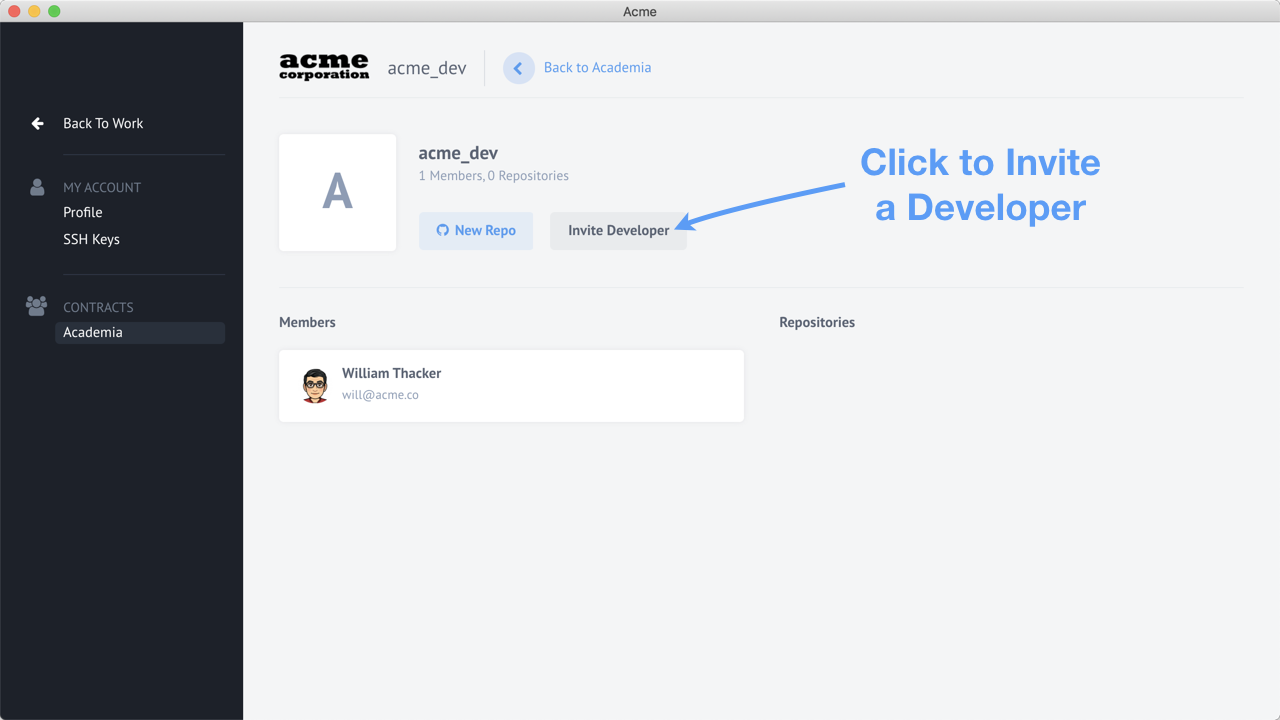 Acme
Back To Work
MY ACCOUNT
Profile
SSH Keys
CONTRACTS
Academia
acme
corporation
acme_dev
Back to Academia
A
acme_dev
1 Members, 0 Repositories
New Repo
Invite Developer
Click to Invite
a Developer
Members
Repositories
William Thacker
will@acme.co